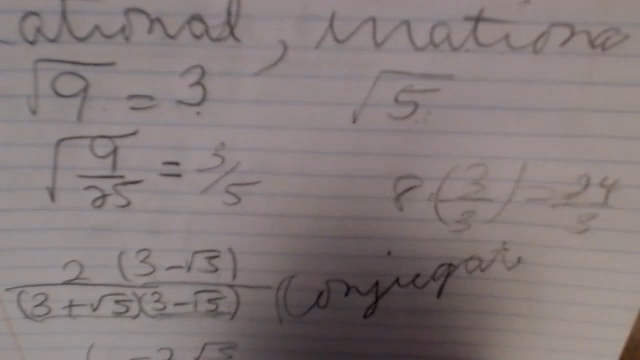 ational, irrationa
√9 = 3 √5
√(9/25) = 3/5
8·(3/3) = 24/3
2 (3-√5)/(3+√5)(3-√5) (conjugat